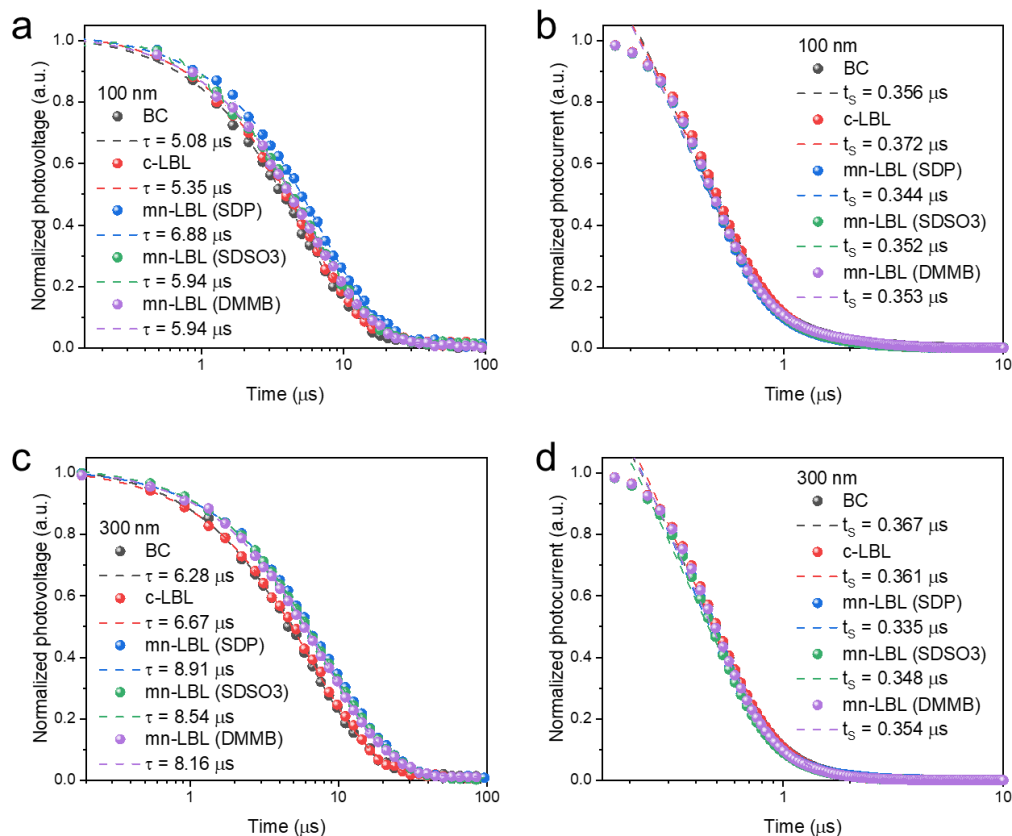 a
Normalized photovoltage (a.u.)
1.0
0.8
0.6
0.4
0.2
0.0
100 nm
BC
τ = 5.08 μs
c-LBL
τ = 5.35 μs
mn-LBL (SDP)
τ = 6.88 μs
mn-LBL (SDSO3)
τ = 5.94 μs
mn-LBL (DMMB)
τ = 5.94 μs
1 10 100
Time (μs)
b
Normalized photocurrent (a.u.)
1.0
0.8
0.6
0.4
0.2
0.0
100 nm
BC
tS = 0.356 μs
c-LBL
tS = 0.372 μs
mn-LBL (SDP)
tS = 0.344 μs
mn-LBL (SDSO3)
tS = 0.352 μs
mn-LBL (DMMB)
tS = 0.353 μs
1 10
Time (μs)
c
Normalized photovoltage (a.u.)
1.0
0.8
0.6
0.4
0.2
0.0
300 nm
BC
τ = 6.28 μs
c-LBL
τ = 6.67 μs
mn-LBL (SDP)
τ = 8.91 μs
mn-LBL (SDSO3)
τ = 8.54 μs
mn-LBL (DMMB)
τ = 8.16 μs
1 10 100
Time (μs)
d
Normalized photocurrent (a.u.)
1.0
0.8
0.6
0.4
0.2
0.0
300 nm
BC
tS = 0.367 μs
c-LBL
tS = 0.361 μs
mn-LBL (SDP)
tS = 0.335 μs
mn-LBL (SDSO3)
tS = 0.348 μs
mn-LBL (DMMB)
tS = 0.354 μs
1 10
Time (μs)